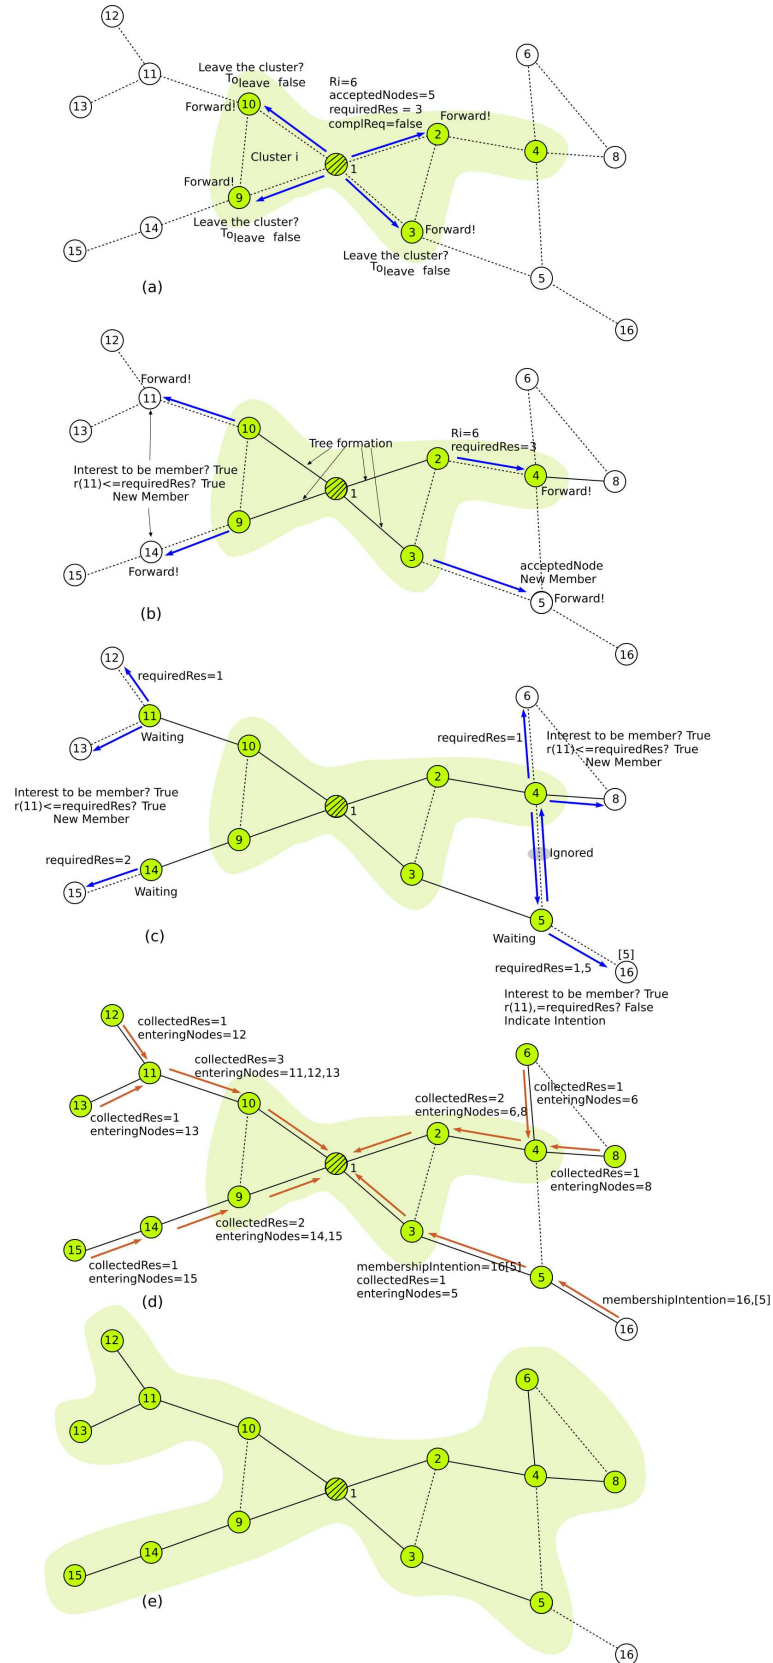 12
6
11
Leave the cluster?
To leave false
Ri=6
acceptedNodes=5
requiredRes = 3
complReq=false
13
Forward!
10
Forward!
2
4
8
Cluster i
1
Forward!
9
Leave the cluster?
To leave false
14
3
Forward!
15
Leave the cluster?
To leave false
5
(a)
16
12
Forward!
6
11
13
10
Tree formation
Ri=6
requiredRes=3
2
4
8
Interest to be member? True
r(11)<=requiredRes? True
New Member
1
Forward!
9
14
3
15
Forward!
acceptedNode
New Member
5
Forward!
(b)
16
12
requiredRes=1
6
11
Waiting
13
10
requiredRes=1
Interest to be member? True
r(11)<=requiredRes? True
New Member
2
4
8
Interest to be member? True
r(11)<=requiredRes? True
New Member
1
9
Ignored
requiredRes=2
14
3
15
Waiting
5
(c)
Waiting
[5]
requiredRes=1,5
16
Interest to be member? True
r(11),=requiredRes? False
Indicate Intention
12
collectedRes=1
enteringNodes=12
6
11
collectedRes=3
enteringNodes=11,12,13
collectedRes=1
enteringNodes=6
13
10
collectedRes=1
enteringNodes=13
collectedRes=2
enteringNodes=6,8
2
4
8
1
collectedRes=1
enteringNodes=8
9
14
collectedRes=2
enteringNodes=14,15
3
15
collectedRes=1
enteringNodes=15
membershipIntention=16[5]
collectedRes=1
enteringNodes=5
5
(d)
membershipIntention=16,[5]
16
12
6
11
13
10
2
4
8
1
9
14
3
15
5
(e)
16